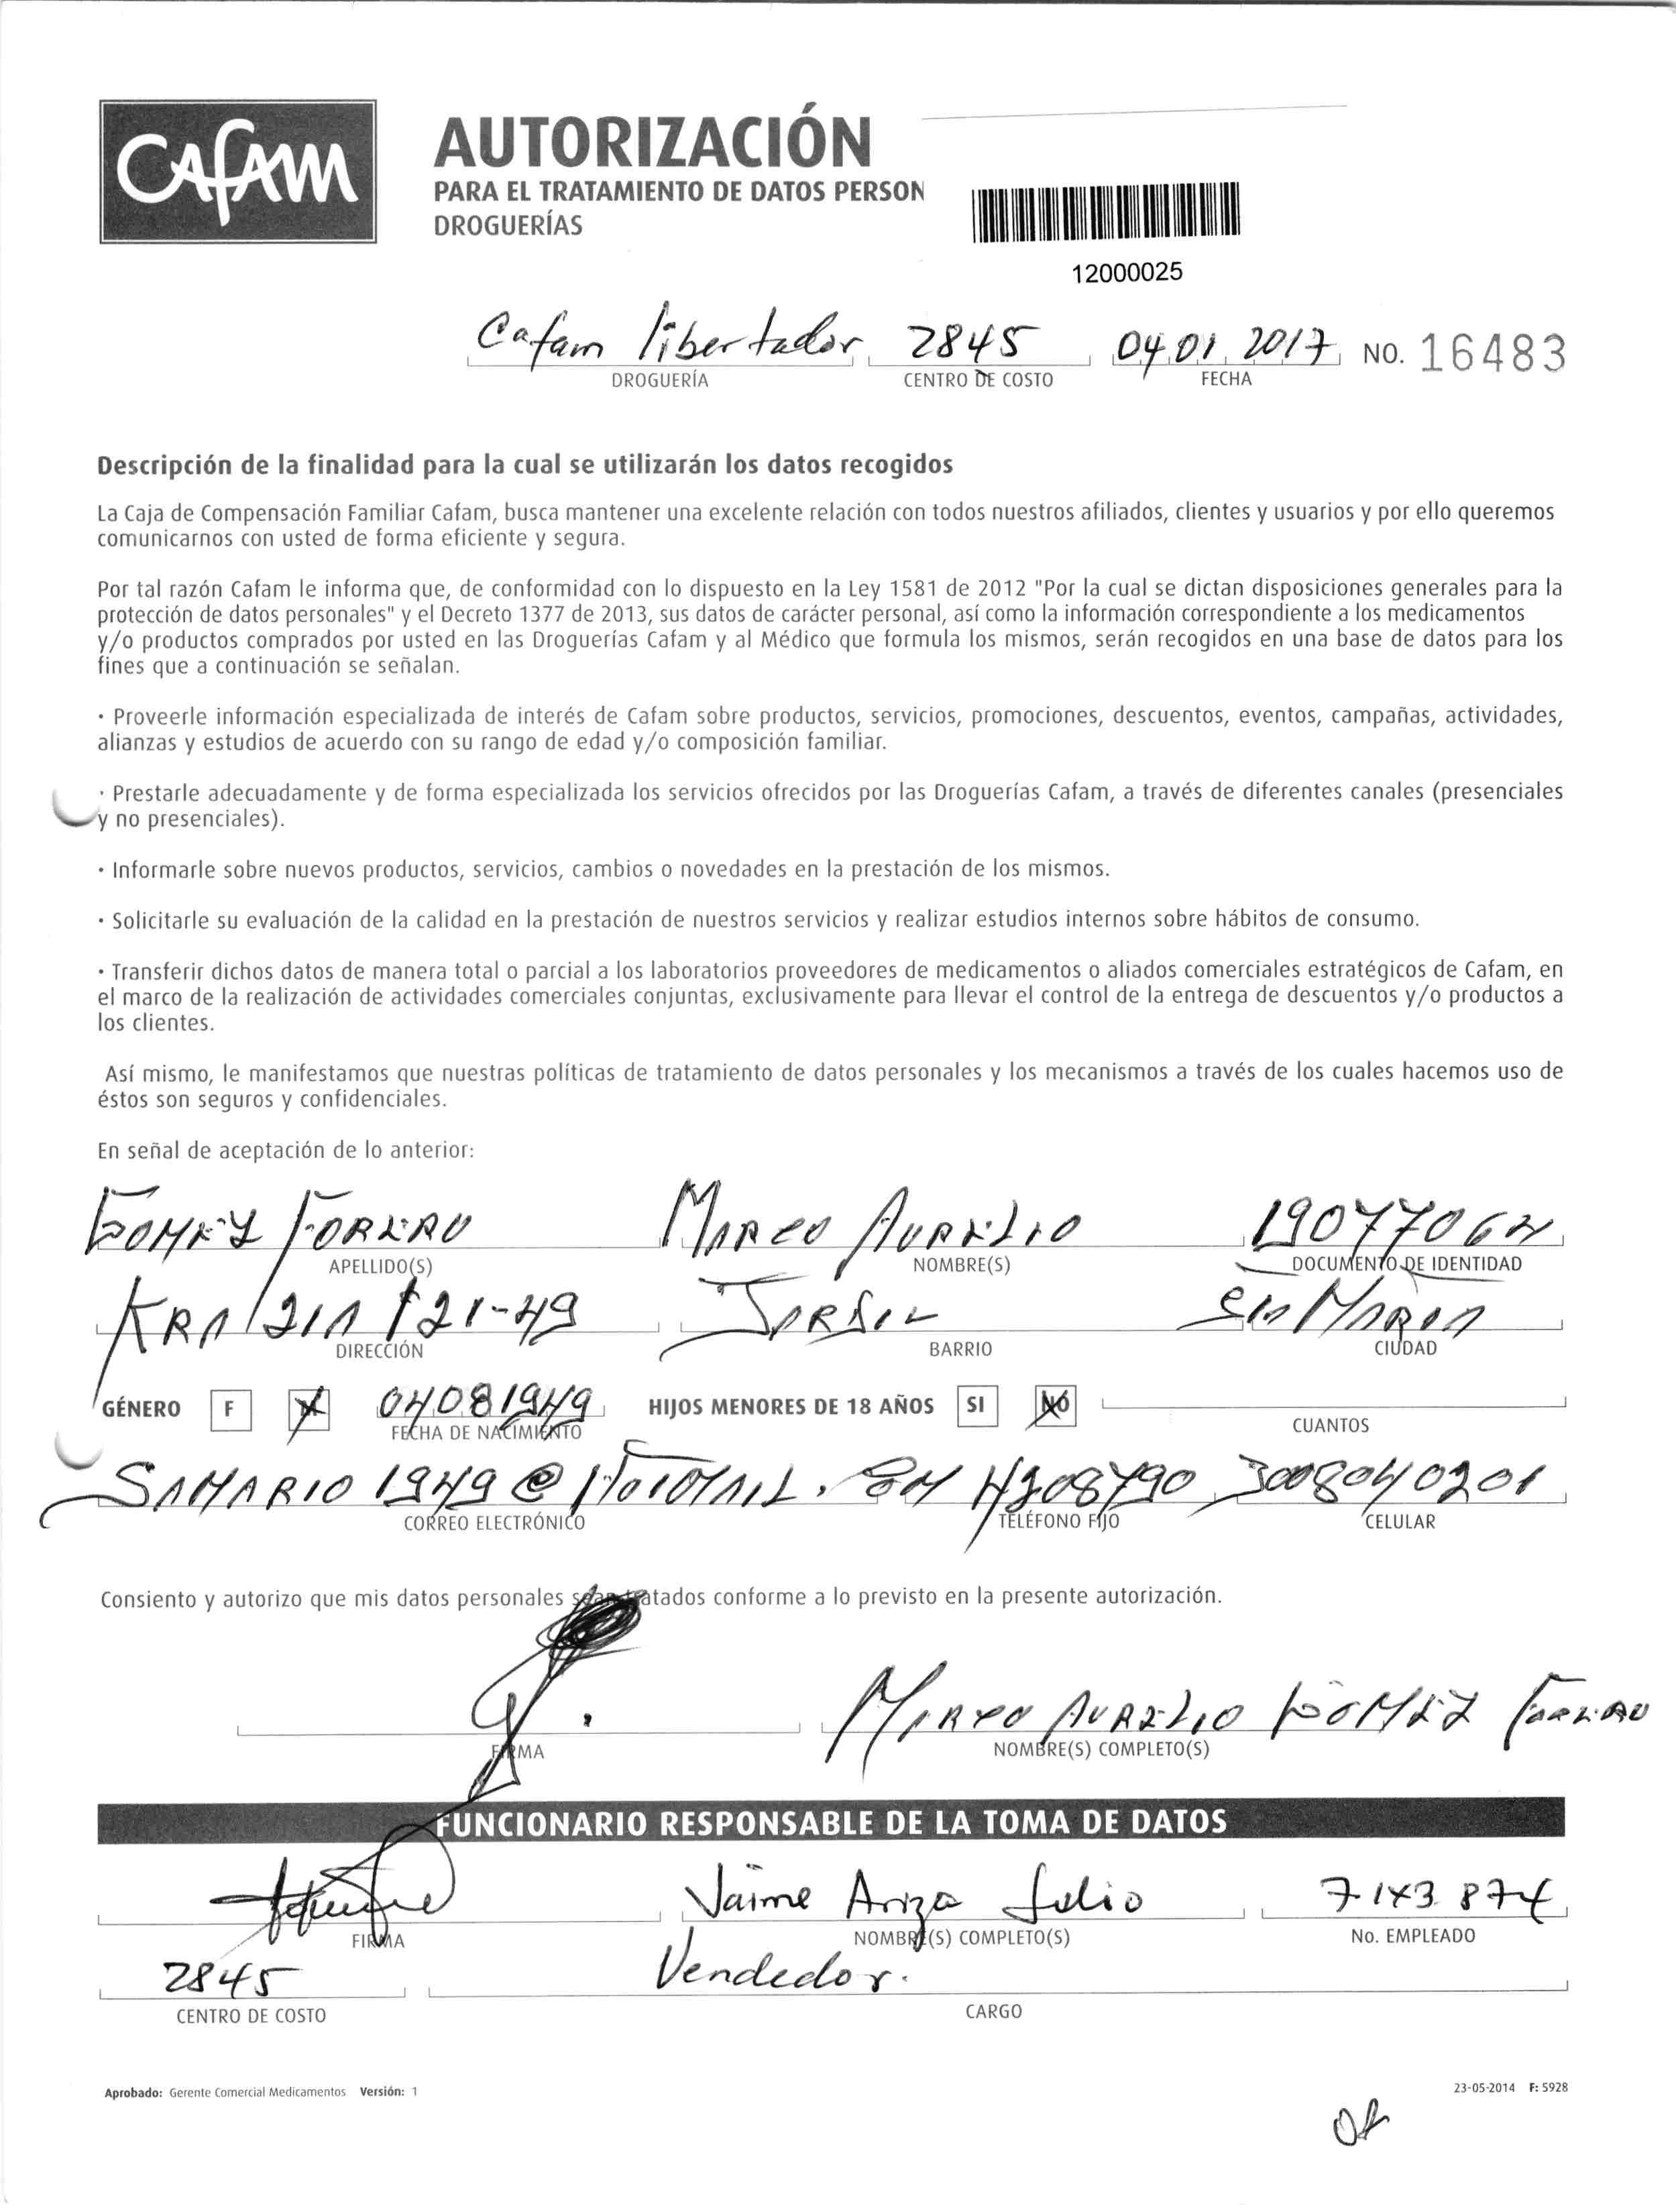 CAFAM
AUTORIZACIÓN
PARA EL TRATAMIENTO DE DATOS PERSON
DROGUERÍAS
12000025
Cafam libertador 2845 04 01 2017 NO. 16483
DROGUERÍA CENTRO DE COSTO FECHA
Descripción de la finalidad para la cual se utilizarán los datos recogidos
La Caja de Compensación Familiar Cafam, busca mantener una excelente relación con todos nuestros afiliados, clientes y usuarios y por ello queremos
comunicarnos con usted de forma eficiente y segura.
Por tal razón Cafam le informa que, de conformidad con lo dispuesto en la Ley 1581 de 2012 "Por la cual se dictan disposiciones generales para la
protección de datos personales" y el Decreto 1377 de 2013, sus datos de carácter personal, así como la información correspondiente a los medicamentos
y/o productos comprados por usted en las Droguerías Cafam y al Médico que formula los mismos, serán recogidos en una base de datos para los
fines que a continuación se señalan.
· Proveerle información especializada de interés de Cafam sobre productos, servicios, promociones, descuentos, eventos, campañas, actividades,
alianzas y estudios de acuerdo con su rango de edad y/o composición familiar.
· Prestarle adecuadamente y de forma especializada los servicios ofrecidos por las Droguerías Cafam, a través de diferentes canales (presenciales
y no presenciales).
· Informarle sobre nuevos productos, servicios, cambios o novedades en la prestación de los mismos.
· Solicitarle su evaluación de la calidad en la prestación de nuestros servicios y realizar estudios internos sobre hábitos de consumo.
· Transferir dichos datos de manera total o parcial a los laboratorios proveedores de medicamentos o aliados comerciales estratégicos de Cafam, en
el marco de la realización de actividades comerciales conjuntas, exclusivamente para llevar el control de la entrega de descuentos y/o productos a
los clientes.
Así mismo, le manifestamos que nuestras políticas de tratamiento de datos personales y los mecanismos a través de los cuales hacemos uso de
éstos son seguros y confidenciales.
En señal de aceptación de lo anterior:
GOMEZ FORERO MARCO AURELIO
APELLIDO(S) NOMBRE(S) DOCUMENTO DE IDENTIDAD
KRA 21A #21-49 MARTA
DIRECCIÓN BARRIO CIUDAD
GÉNERO F M 04081949 HIJOS MENORES DE 18 AÑOS SI NO
FECHA DE NACIMIENTO CUANTOS
SAMARIO 1949@HOTMAIL. 4208790 3008040201
CORREO ELECTRÓNICO TELÉFONO FIJO CELULAR
Consiento y autorizo que mis datos personales sean tratados conforme a lo previsto en la presente autorización.
MARCO AURELIO GOMEZ FORERO
FIRMA NOMBRE(S) COMPLETO(S)
FUNCIONARIO RESPONSABLE DE LA TOMA DE DATOS
Jaime Ariza Julio 7.143.874
FIRMA NOMBRE(S) COMPLETO(S) No. EMPLEADO
2845 Vendedor.
CENTRO DE COSTO CARGO
Aprobado: Gerente Comercial Medicamentos Versión: 1 23-05-2014 F: 5928